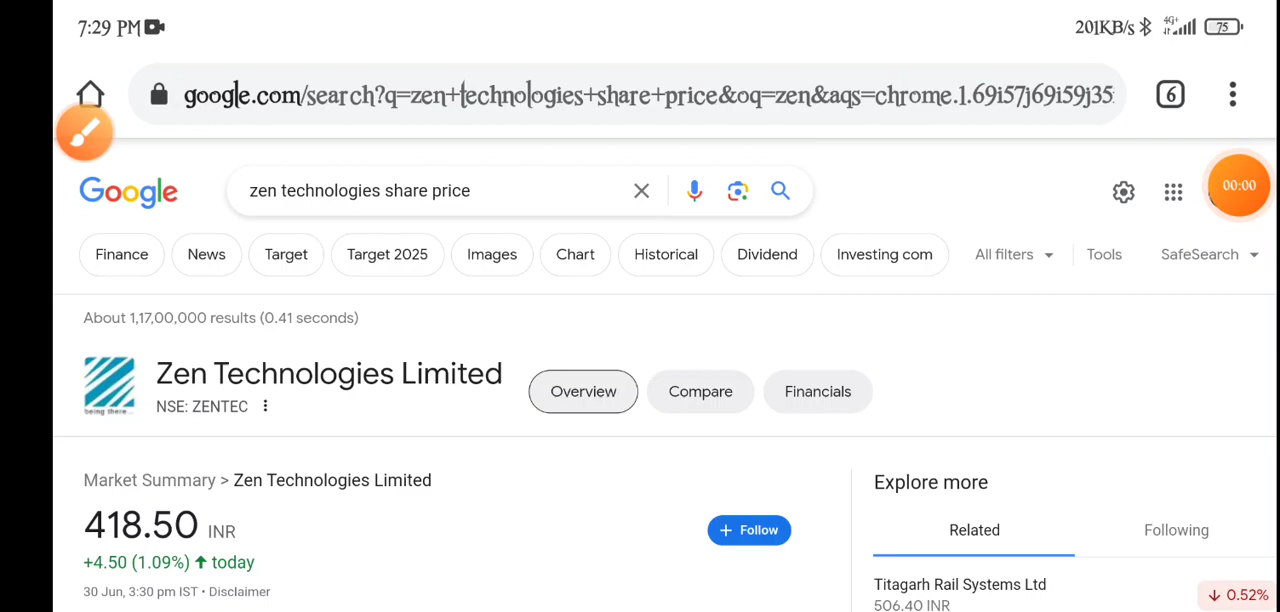 7:29 PM
201KB/s 4G+ 75
google.com/search?q=zen+technologies+share+price&oq=zen&aqs=chrome.1.69i57j69i59j35
6
Google
zen technologies share price
00:00
Finance News Target Target 2025 Images Chart Historical Dividend Investing com All filters Tools SafeSearch
About 1,17,00,000 results (0.41 seconds)
being there...
Zen Technologies Limited
NSE: ZENTEC
Overview Compare Financials
Market Summary > Zen Technologies Limited
418.50 INR
+ Follow
+4.50 (1.09%) ↑ today
30 Jun, 3:30 pm IST • Disclaimer
Explore more
Related Following
Titagarh Rail Systems Ltd
506.40 INR
↓ 0.52%